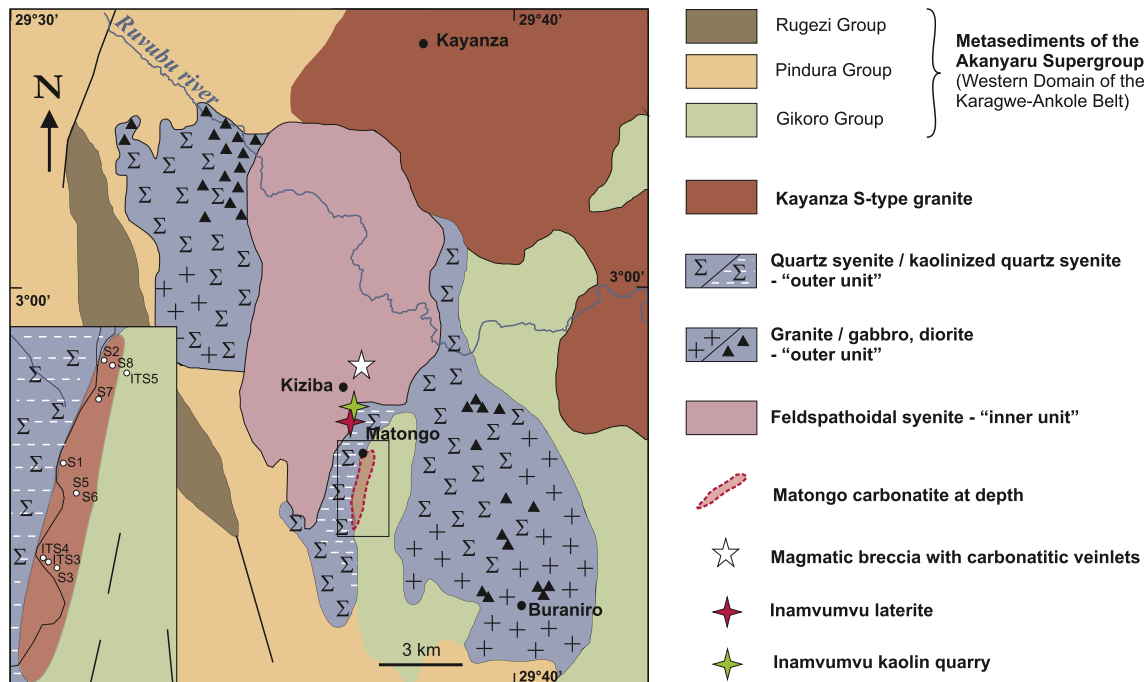 29°30’
29°40’
Ruvubu river
Kayanza
N
3°00’
3°00’
Kiziba
Matongo
Buraniro
3 km
29°40’
S2
S8
ITS5
S7
S1
S5
S6
ITS4
ITS3
S3
Rugezi Group
Pindura Group
Gikoro Group
Metasediments of the
Akanyaru Supergroup
(Western Domain of the
Karagwe-Ankole Belt)
Kayanza S-type granite
Quartz syenite / kaolinized quartz syenite
- “outer unit”
Granite / gabbro, diorite
- “outer unit”
Feldspathoidal syenite - “inner unit”
Matongo carbonatite at depth
Magmatic breccia with carbonatitic veinlets
Inamvumvu laterite
Inamvumvu kaolin quarry